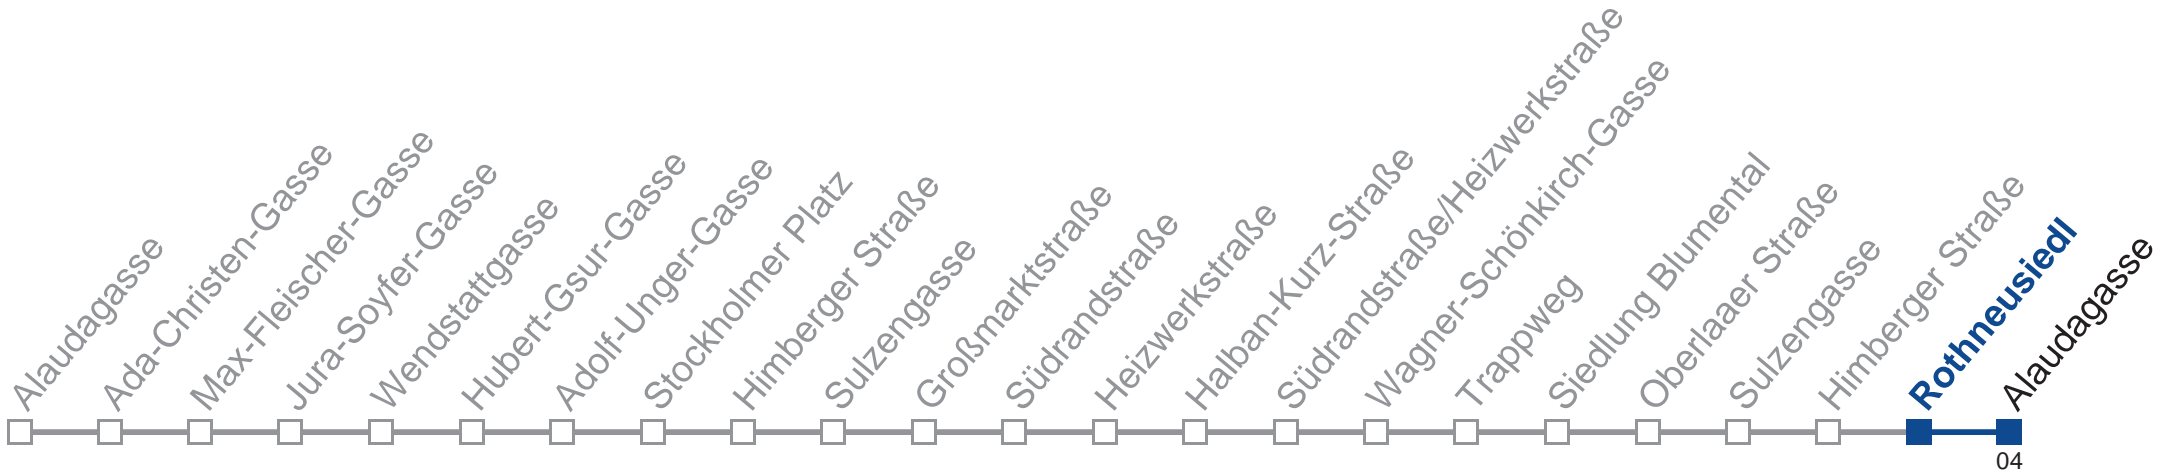 Alaudagasse
Ada-Christen-Gasse
Max-Fleischer-Gasse
Jura-Soyfer-Gasse
Wendstattgasse
Hubert-Gsur-Gasse
Adolf-Unger-Gasse
Stockholmer Platz
Himberger Straße
Sulzengasse
Großmarktstraße
Südrandstraße
Heizwerkstraße
Halban-Kurz-Straße
Südrandstraße/Heizwerkstraße
Wagner-Schönkirch-Gasse
Trappweg
Siedlung Blumental
Oberlaaer Straße
Sulzengasse
Himberger Straße
Rothneusiedl
Alaudagasse
04